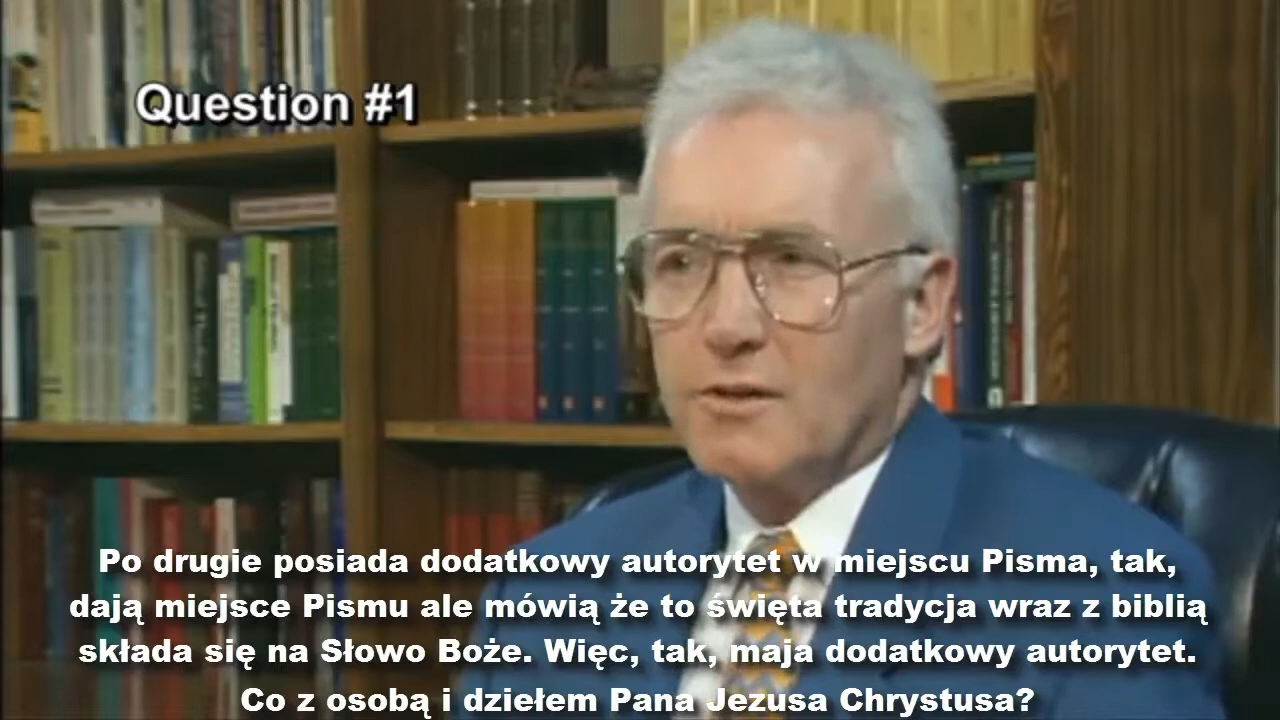 Question #1
Po drugie posiada dodatkowy autorytet w miejscu Pisma, tak,
dają miejsce Pismu ale mówią że to święta tradycja wraz z biblią
składa się na Słowo Boże. Więc, tak, maja dodatkowy autorytet.
Co z osobą i dziełem Pana Jezusa Chrystusa?